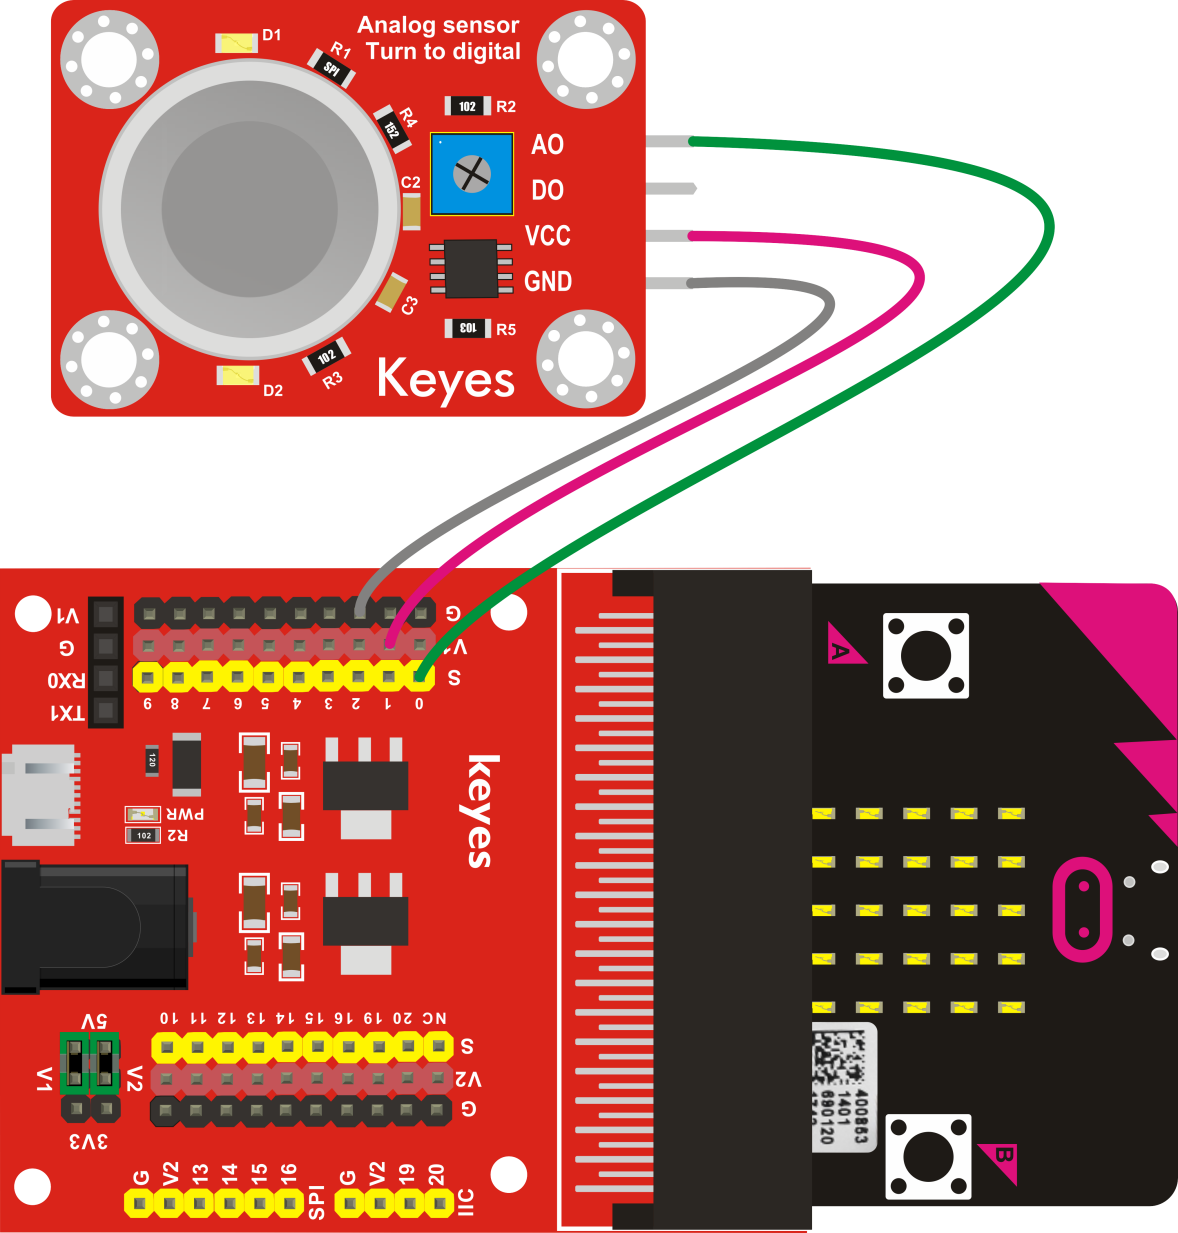 Analog sensor
Turn to digital
D1
R1
SPI
R4
152
102
R2
AO
DO
C2
VCC
GND
C3
103
R5
102
R3
D2
Keyes
V1
G
RX0
TX1
G
V1
S
9 8 7 6 5 4 3 2 1 0
120
PWR
102
R2
keyes
A
5V
V1
V2
3V3
10 11 12 13 14 15 16 19 20 NC
S
V2
G
G V2 13 14 15 16
SPI
G V2 19 20
IIC
400863
1401
690120
B